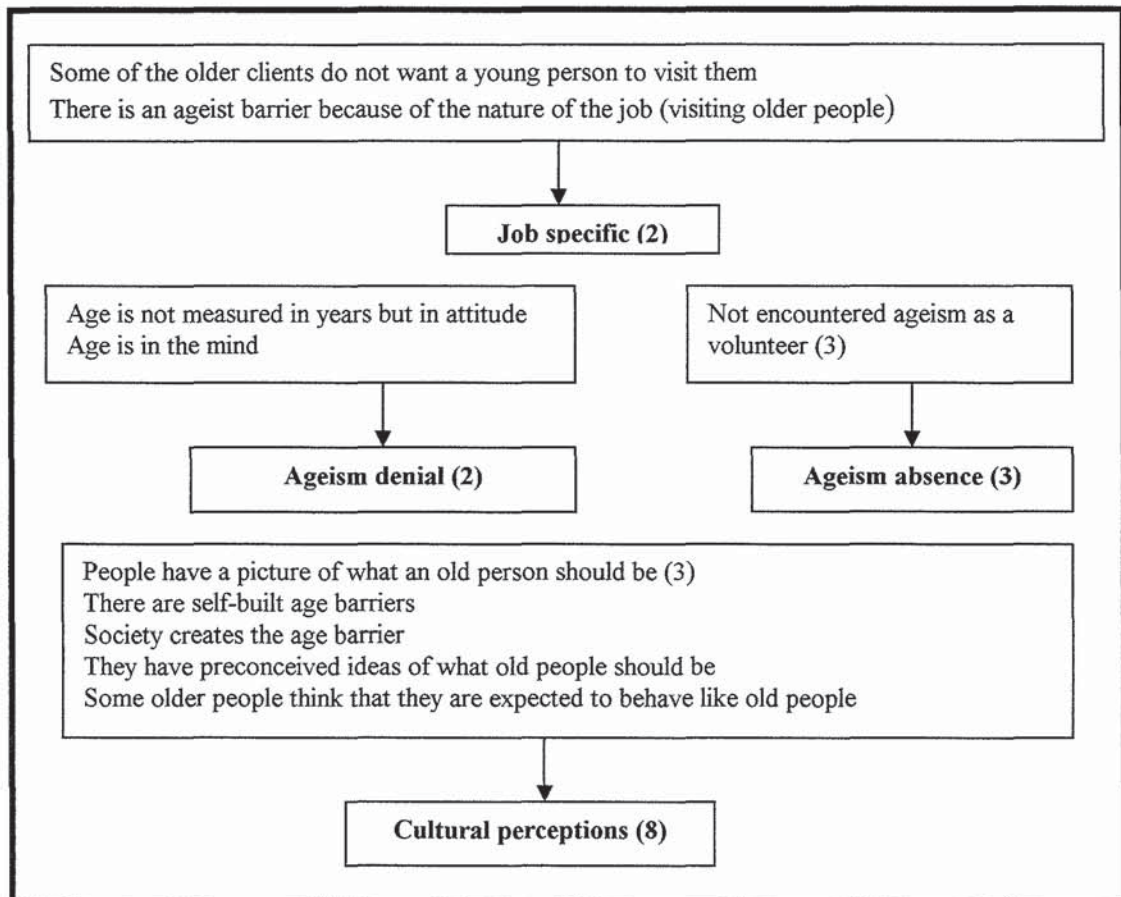 Some of the older clients do not want a young person to visit them
There is an ageist barrier because of the nature of the job (visiting older people)
Job specific (2)
Age is not measured in years but in attitude
Age is in the mind
Not encountered ageism as a
volunteer (3)
Ageism denial (2)
Ageism absence (3)
People have a picture of what an old person should be (3)
There are self-built age barriers
Society creates the age barrier
They have preconceived ideas of what old people should be
Some older people think that they are expected to behave like old people
Cultural perceptions (8)